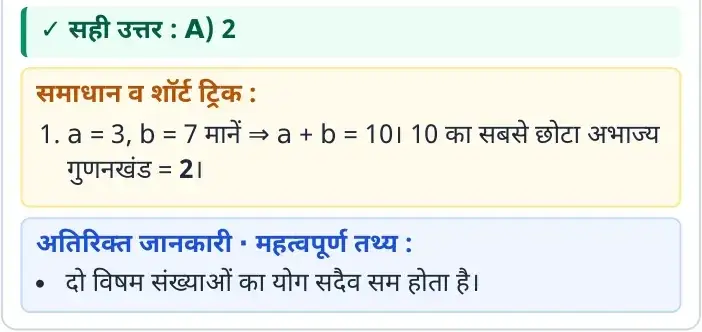 ✓ सही उत्तर : A) 2
समाधान व शॉर्ट ट्रिक :
1. a = 3, b = 7 मानें ⇒ a + b = 10। 10 का सबसे छोटा अभाज्य
गुणनखंड = 2।
अतिरिक्त जानकारी · महत्वपूर्ण तथ्य :
• दो विषम संख्याओं का योग सदैव सम होता है।